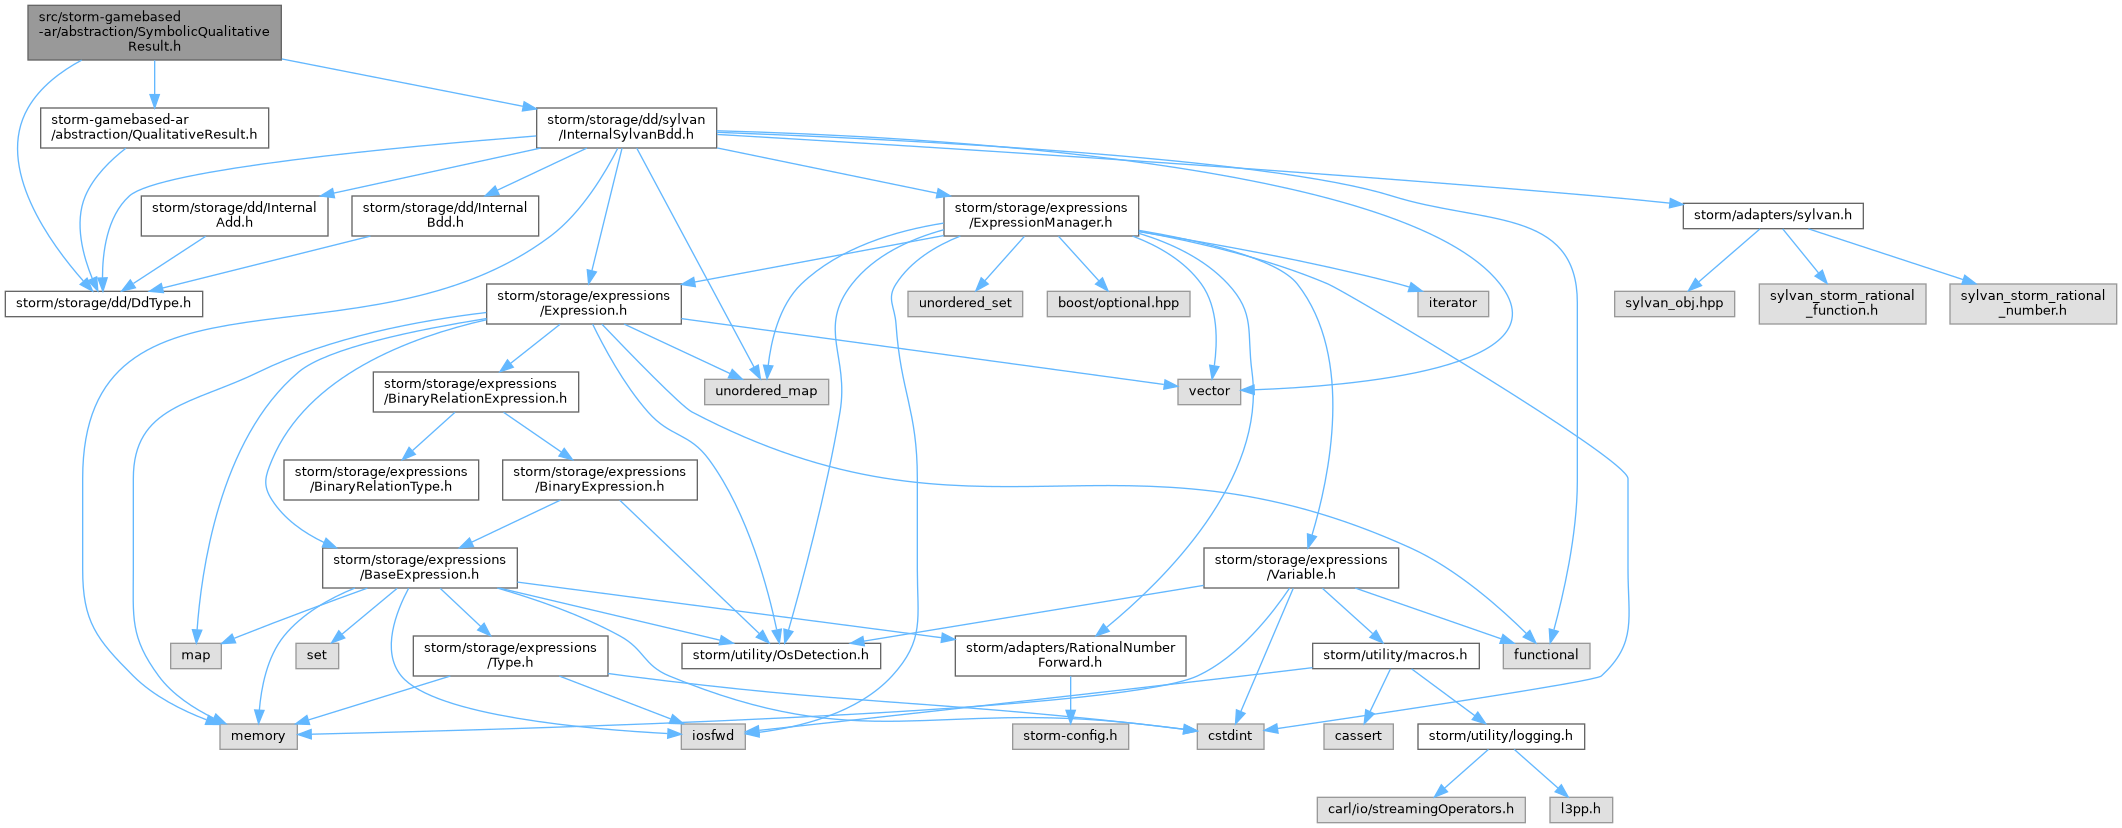 src/storm-gamebased
-ar/abstraction/SymbolicQualitative
Result.h
storm-gamebased-ar
/abstraction/QualitativeResult.h
storm/storage/dd/sylvan
/InternalSylvanBdd.h
storm/storage/dd/Internal
Add.h
storm/storage/dd/Internal
Bdd.h
storm/storage/expressions
/ExpressionManager.h
storm/adapters/sylvan.h
storm/storage/dd/DdType.h
storm/storage/expressions
/Expression.h
unordered_set
boost/optional.hpp
iterator
sylvan_obj.hpp
sylvan_storm_rational
_function.h
sylvan_storm_rational
_number.h
storm/storage/expressions
/BinaryRelationExpression.h
unordered_map
vector
storm/storage/expressions
/BinaryRelationType.h
storm/storage/expressions
/BinaryExpression.h
storm/storage/expressions
/BaseExpression.h
storm/storage/expressions
/Variable.h
map
set
storm/storage/expressions
/Type.h
storm/utility/OsDetection.h
storm/adapters/RationalNumber
Forward.h
storm/utility/macros.h
functional
memory
iosfwd
storm-config.h
cstdint
cassert
storm/utility/logging.h
carl/io/streamingOperators.h
l3pp.h